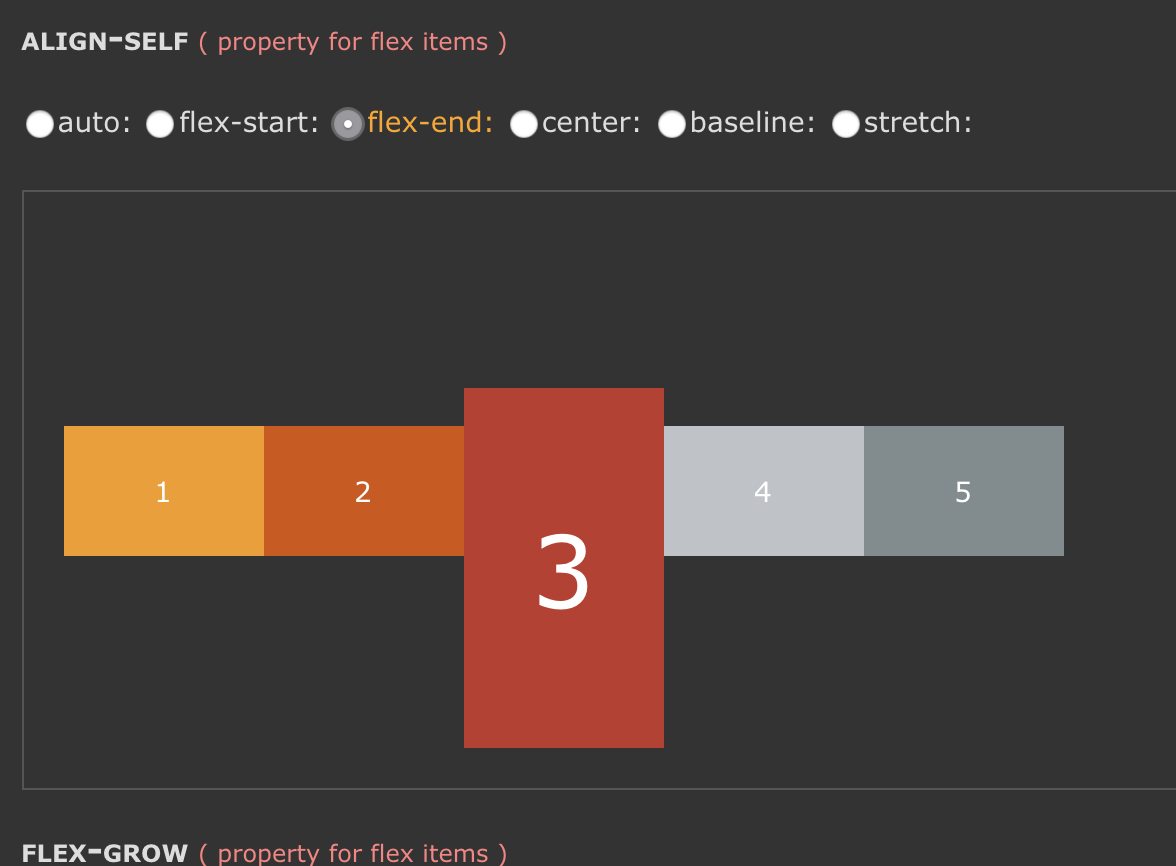 ALIGN-SELF ( property for flex items )
auto: flex-start: flex-end: center: baseline: stretch:
1 2 3 4 5
FLEX-GROW ( property for flex items )